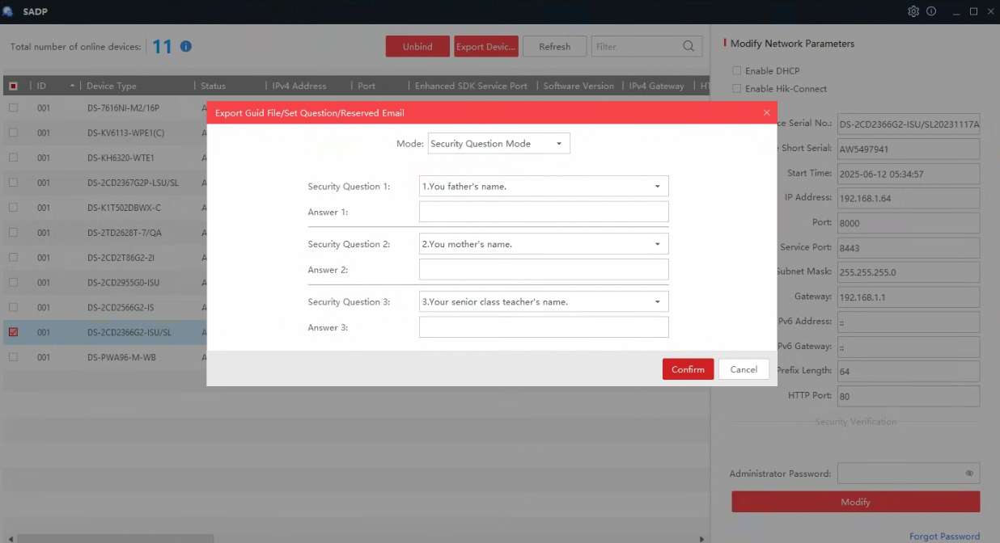 SADP
Total number of online devices: 11
Unbind
Export Devic...
Refresh
Filter
ID Device Type Status IPv4 Address Port Enhanced SDK Service Port Software Version IPv4 Gateway HT
001 DS-7616NI-M2/16P A
001 DS-KV6113-WPE1(C) A
001 DS-KH6320-WTE1 A
001 DS-2CD2367G2P-LSU/SL A
001 DS-K1T502DBWX-C A
001 DS-2TD2628T-7/QA A
001 DS-2CD2T86G2-2I A
001 DS-2CD2955G0-ISU A
001 DS-2CD2566G2-IS A
001 DS-2CD2366G2-ISU/SL A
001 DS-PWA96-M-WB A
Export Guid File/Set Question/Reserved Email
Mode: Security Question Mode
Security Question 1: 1.You father's name.
Answer 1:
Security Question 2: 2.You mother's name.
Answer 2:
Security Question 3: 3.Your senior class teacher's name.
Answer 3:
Confirm
Cancel
Modify Network Parameters
Enable DHCP
Enable Hik-Connect
ce Serial No.: DS-2CD2366G2-ISU/SL20231117A
Short Serial: AW5497941
Start Time: 2025-06-12 05:34:57
IP Address: 192.168.1.64
Port: 8000
Service Port: 8443
Subnet Mask: 255.255.255.0
Gateway: 192.168.1.1
Pv6 Address: ::
Pv6 Gateway: ::
Prefix Length: 64
HTTP Port: 80
Security Verification
Administrator Password:
Modify
Forgot Password